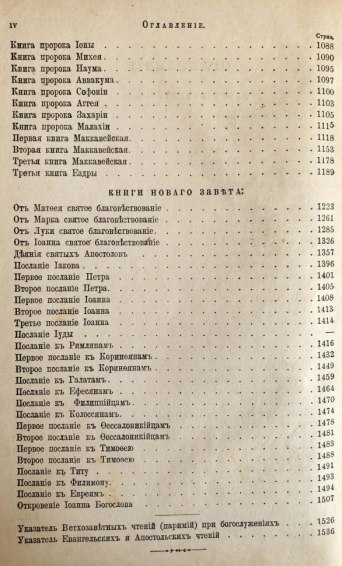 IV Оглавленіе.
Стран.
Книга пророка Іоны 1088
Книга пророка Михея 1090
Книга пророка Наума 1095
Книга пророка Аввакума 1097
Книга пророка Софоніи 1100
Книга пророка Аггея 1103
Книга пророка Захаріи 1105
Книга пророка Малахіи 1115
Первая книга Маккавейская 1118
Вторая книга Маккавейская 1153
Третья книга Маккавейская 1178
Третья книга Ездры 1189
КНИГИ НОВАГО ЗАВѢТА:
Отъ Матѳея святое благовѣствованіе 1223
Отъ Марка святое благовѣствованіе 1261
Отъ Луки святое благовѣствованіе 1285
Отъ Іоанна святое благовѣствованіе 1326
Дѣянія святыхъ Апостоловъ 1357
Посланіе Іакова 1396
Первое посланіе Петра 1401
Второе посланіе Петра 1405
Первое посланіе Іоанна 1408
Второе посланіе Іоанна 1413
Третье посланіе Іоанна 1414
Посланіе Іуды —
Посланіе къ Римлянамъ 1416
Первое посланіе къ Коринѳянамъ 1432
Второе посланіе къ Коринѳянамъ 1449
Посланіе къ Галатамъ 1459
Посланіе къ Ефесянамъ 1464
Посланіе къ Филиппійцамъ 1470
Посланіе къ Колоссянамъ 1474
Первое посланіе къ Ѳессалоникійцамъ 1478
Второе посланіе къ Ѳессалоникійцамъ 1481
Первое посланіе къ Тимоѳею 1483
Второе посланіе къ Тимоѳею 1488
Посланіе къ Титу 1491
Посланіе къ Филимону 1493
Посланіе къ Евреямъ 1494
Откровеніе Іоанна Богослова 1507
Указатель Ветхозавѣтныхъ чтеній (паримій) при богослуженіяхъ 1526
Указатель Евангельскихъ и Апостольскихъ чтеній 1536